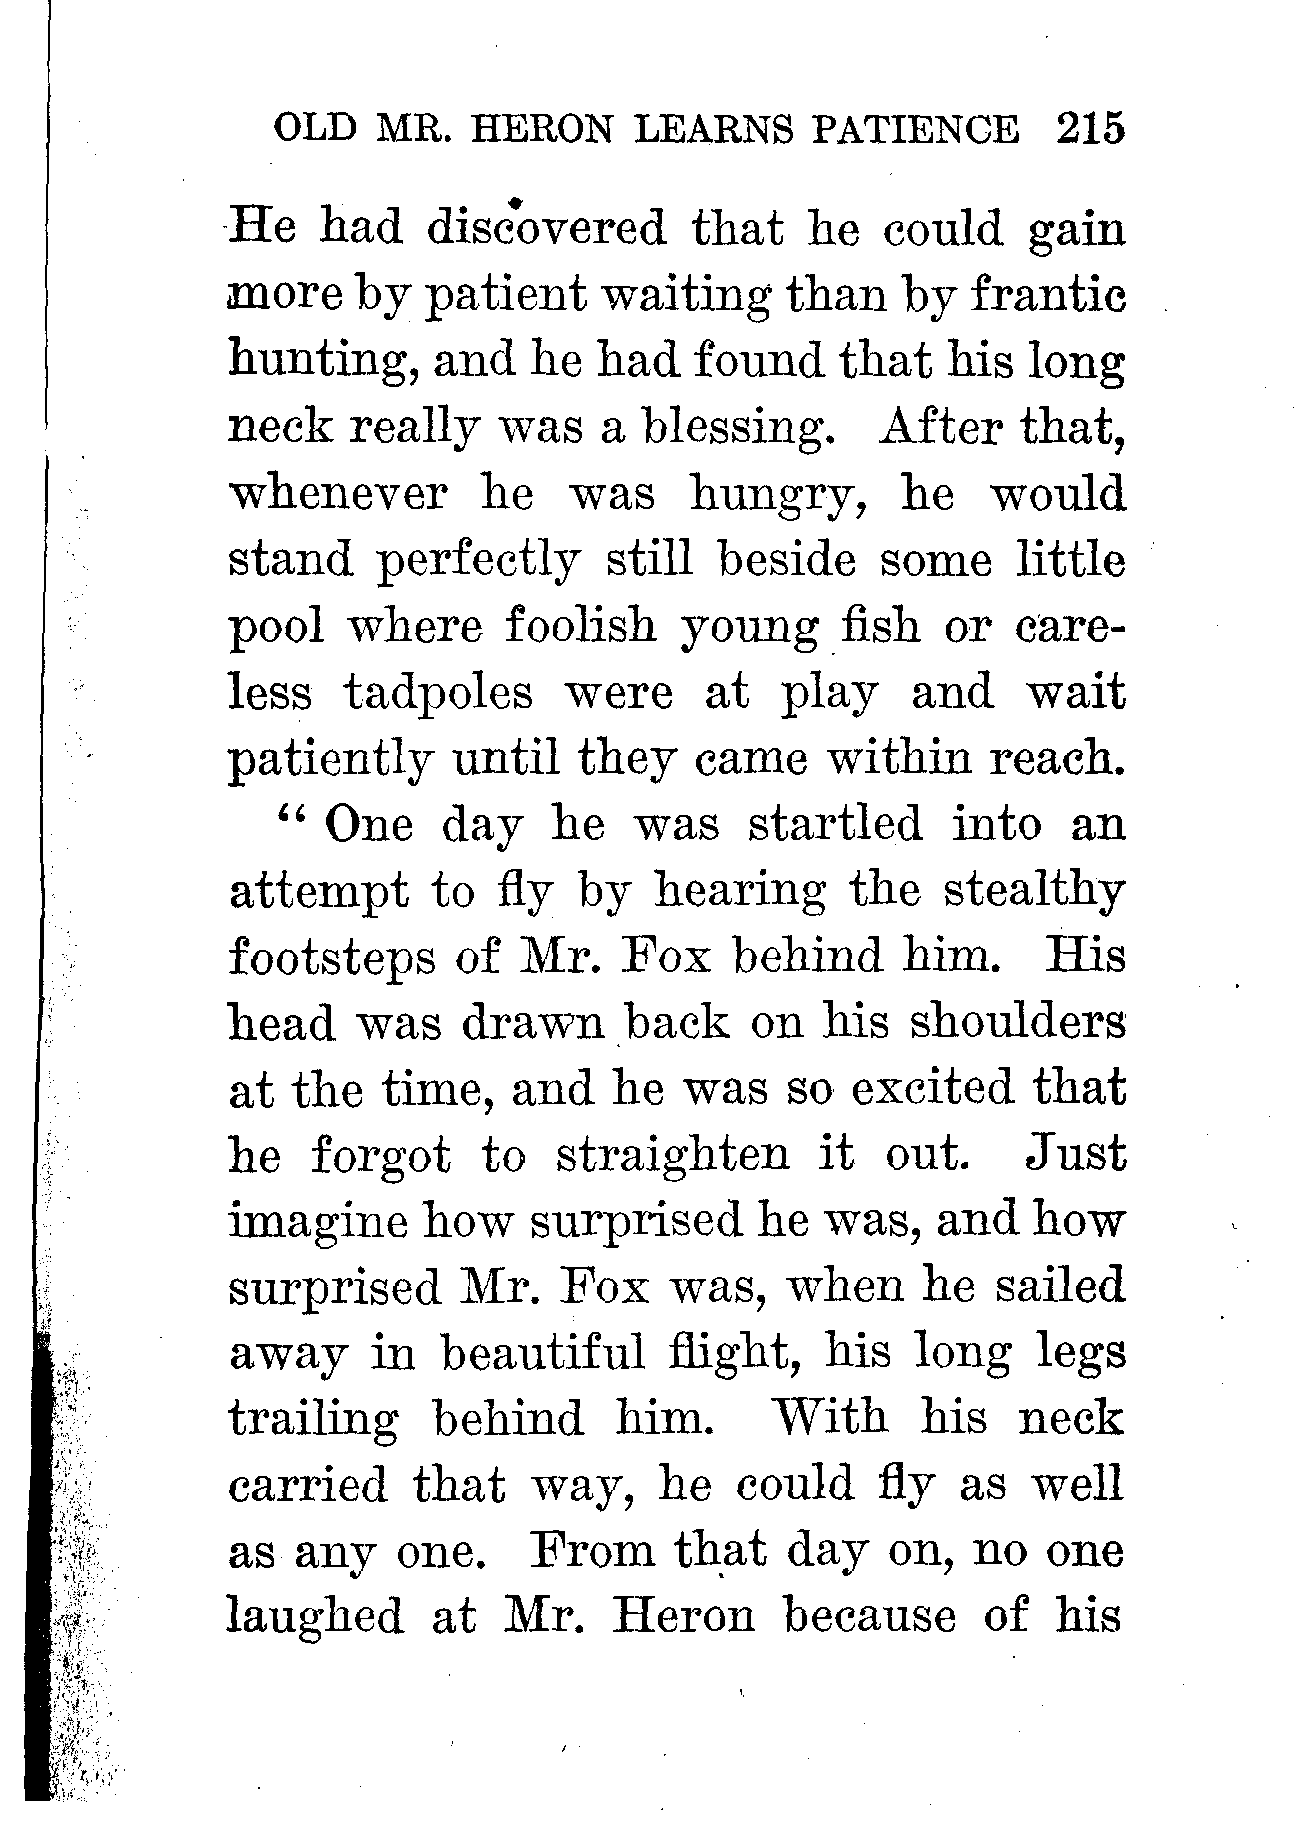 OLD MR. HERON LEARNS PATIENCE 215
He had discovered that he could gain
more by patient waiting than by frantic
hunting, and he had found that his long
neck really was a blessing. After that,
whenever he was hungry, he would
stand perfectly still beside some little
pool where foolish young fish or care-
less tadpoles were at play and wait
patiently until they came within reach.
“ One day he was startled into an
attempt to fly by hearing the stealthy
footsteps of Mr. Fox behind him. His
head was drawn back on his shoulders
at the time, and he was so excited that
he forgot to straighten it out. Just
imagine how surprised he was, and how
surprised Mr. Fox was, when he sailed
away in beautiful flight, his long legs
trailing behind him. With his neck
carried that way, he could fly as well
as any one. From that day on, no one
laughed at Mr. Heron because of his